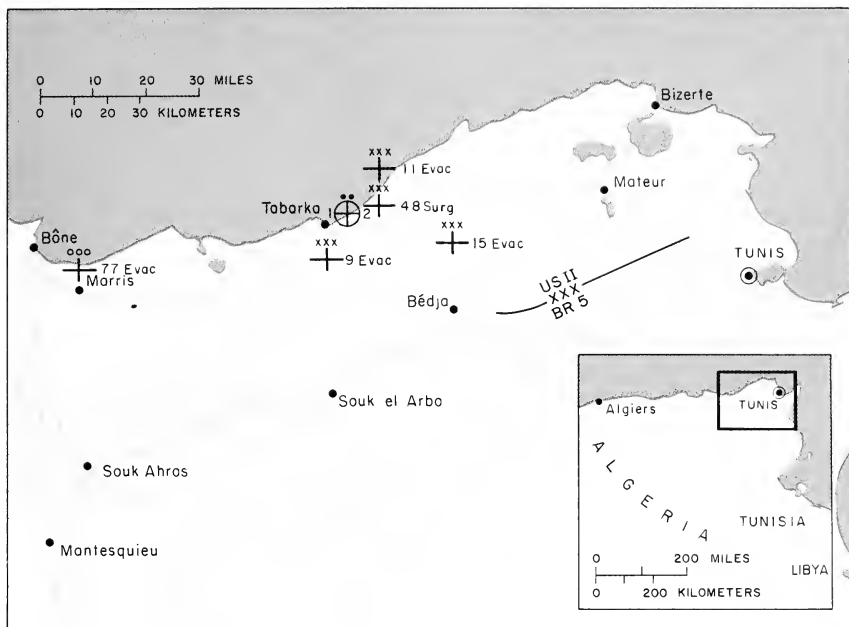 0 10 20 30 MILES
0 10 20 30 KILOMETERS
Bizerte
xxx
11 Evac
Mateur
xxx
48 Surg
Tabarka 1 2
xxx
15 Evac
Bône
ooo
77 Evac
Morris
xxx
9 Evac
TUNIS
US II
XXX
BR 5
Bédja
Souk el Arba
Algiers
TUNIS
Souk Ahras
ALGERIA
TUNISIA
Montesquieu
0 200 MILES
LIBYA
0 200 KILOMETERS